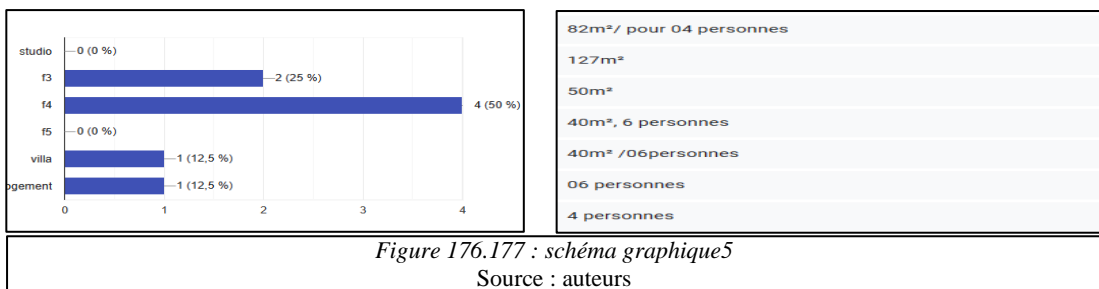 studio 0 (0 %)
f3 2 (25 %)
f4 4 (50 %)
f5 0 (0 %)
villa 1 (12,5 %)
ogement 1 (12,5 %)
0 1 2 3 4
82m²/ pour 04 personnes
127m²
50m²
40m², 6 personnes
40m² /06personnes
06 personnes
4 personnes
Figure 176.177 : schéma graphique5
Source : auteurs